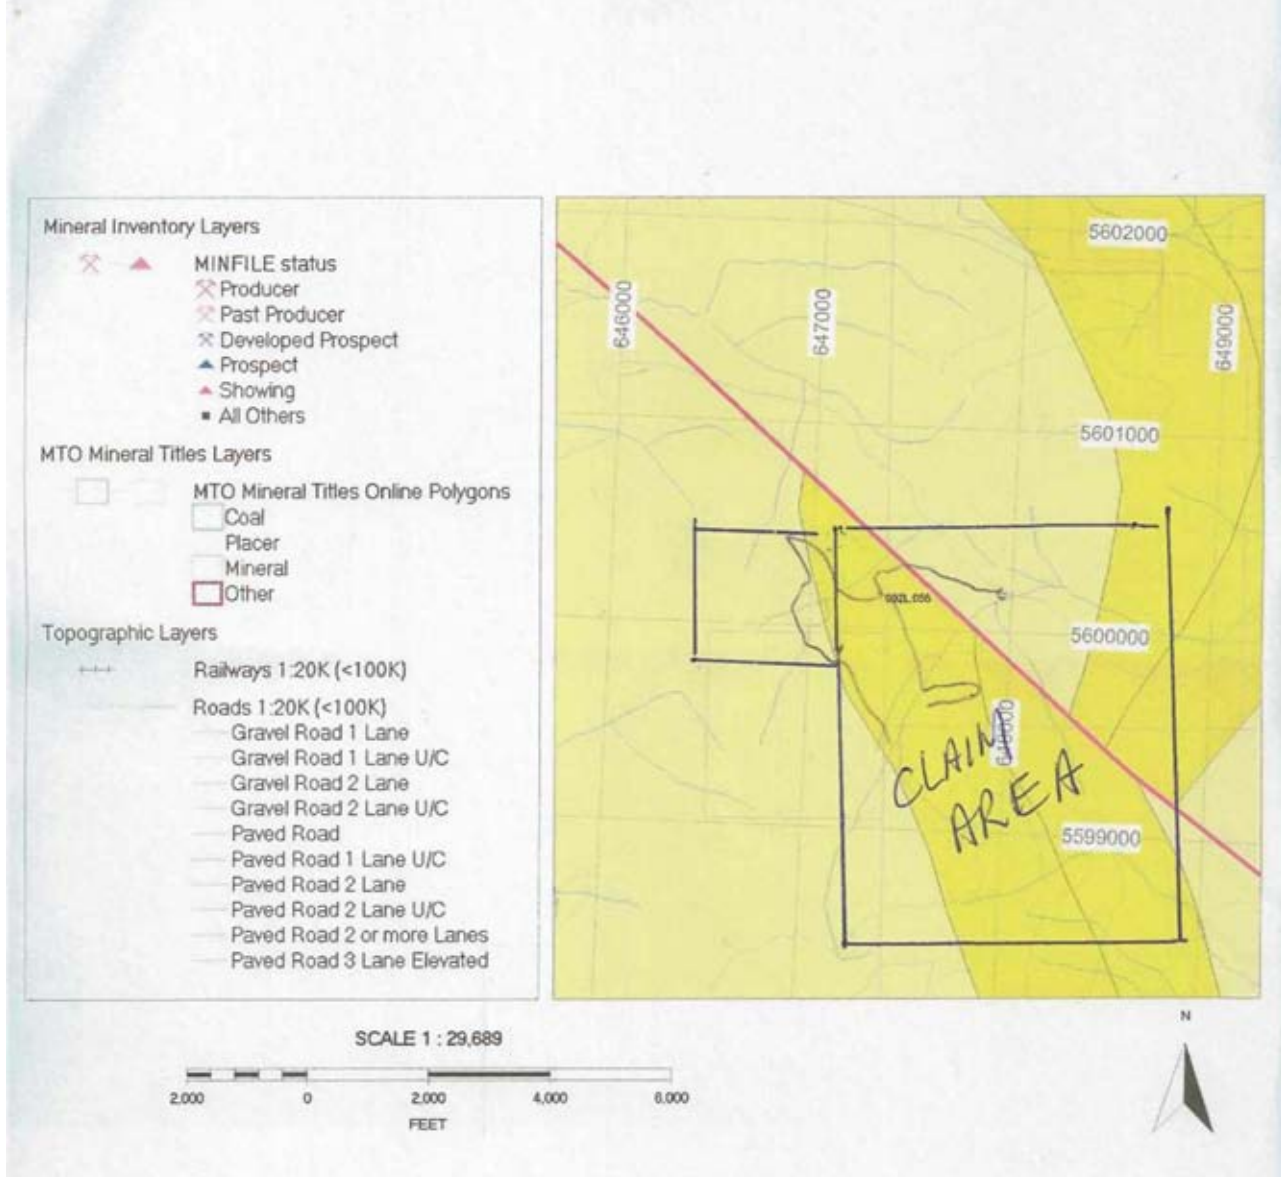 Mineral Inventory Layers
MINFILE status
Producer
Past Producer
Developed Prospect
Prospect
Showing
All Others
MTO Mineral Titles Layers
MTO Mineral Titles Online Polygons
Coal
Placer
Mineral
Other
Topographic Layers
Railways 1:20K (<100K)
Roads 1:20K (<100K)
Gravel Road 1 Lane
Gravel Road 1 Lane U/C
Gravel Road 2 Lane
Gravel Road 2 Lane U/C
Paved Road
Paved Road 1 Lane U/C
Paved Road 2 Lane
Paved Road 2 Lane U/C
Paved Road 2 or more Lanes
Paved Road 3 Lane Elevated
5602000
646000
647000
649000
5601000
5600000
648000
CLAIM
AREA
5599000
SCALE 1 : 29,689
2,000 0 2,000 4,000 6,000
FEET
N